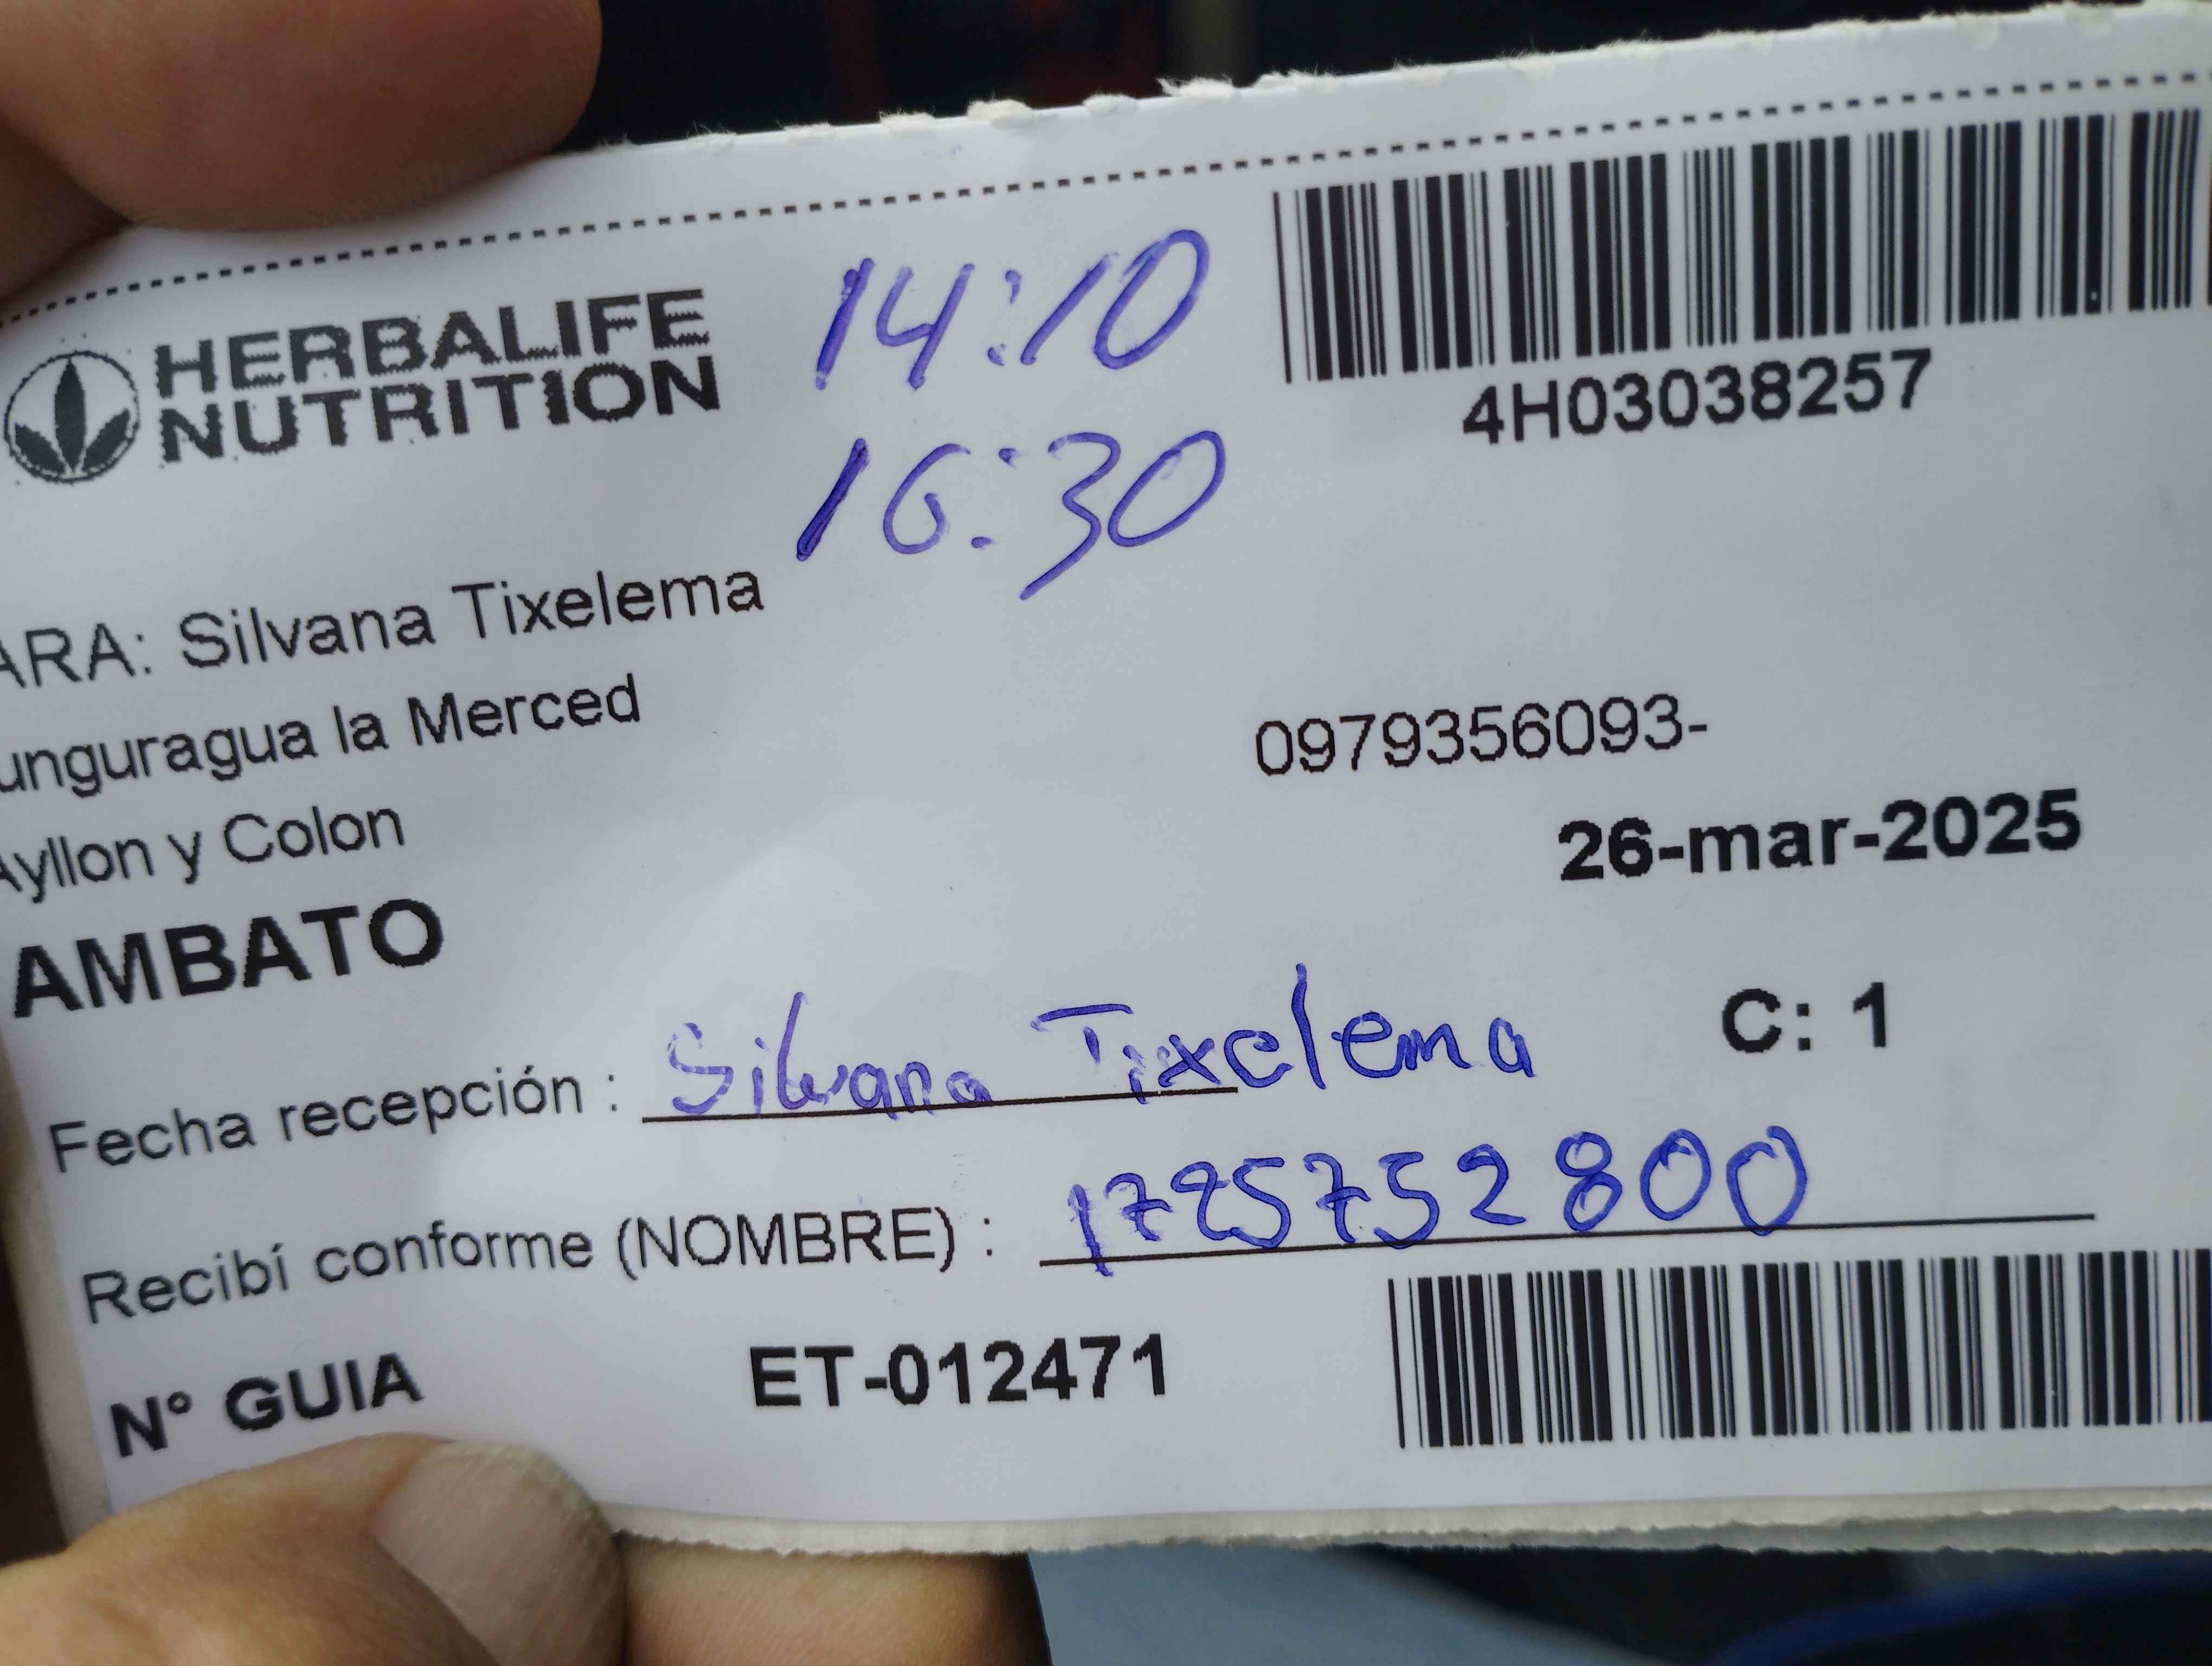 HERBALIFE
NUTRITION
14:10
16:30
4H03038257
ARA: Silvana Tixelema
unguragua la Merced
0979356093-
Ayllon y Colon
26-mar-2025
AMBATO
C: 1
Fecha recepción : Silvana Tixelema
Recibí conforme (NOMBRE) : 1725752800
N° GUIA ET-012471